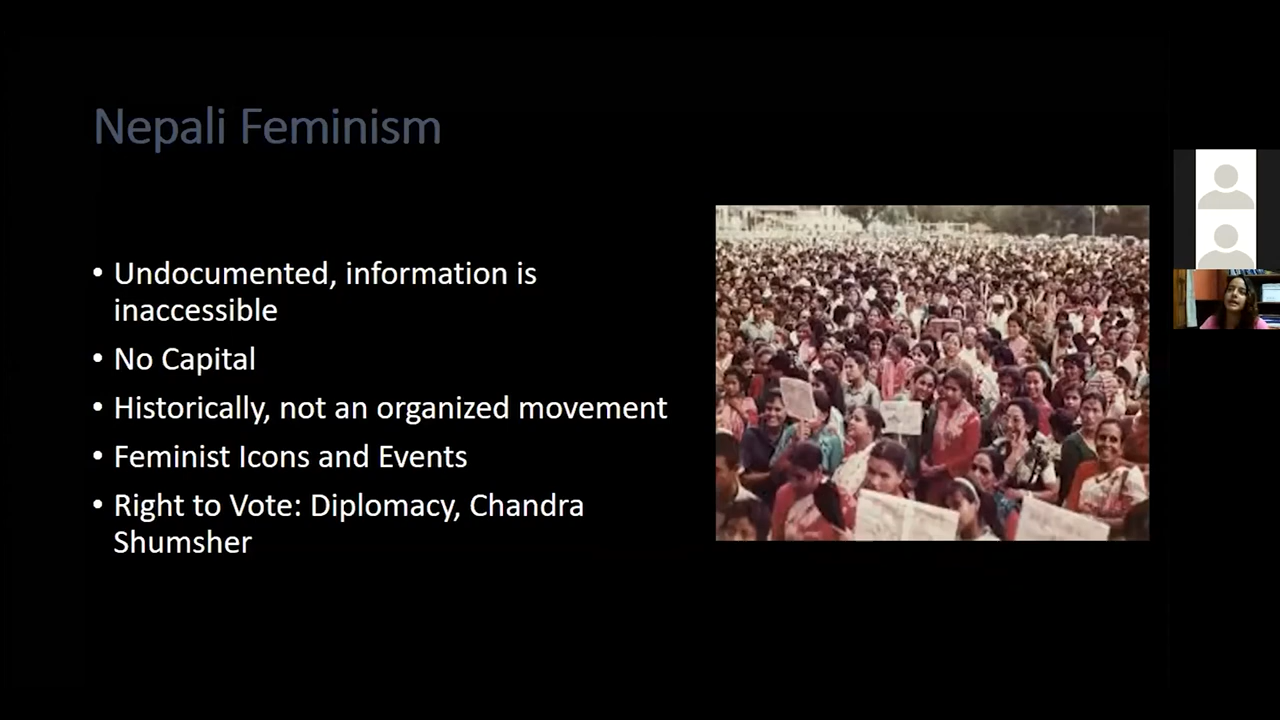 Nepali Feminism
• Undocumented, information is
inaccessible
• No Capital
• Historically, not an organized movement
• Feminist Icons and Events
• Right to Vote: Diplomacy, Chandra
Shumsher